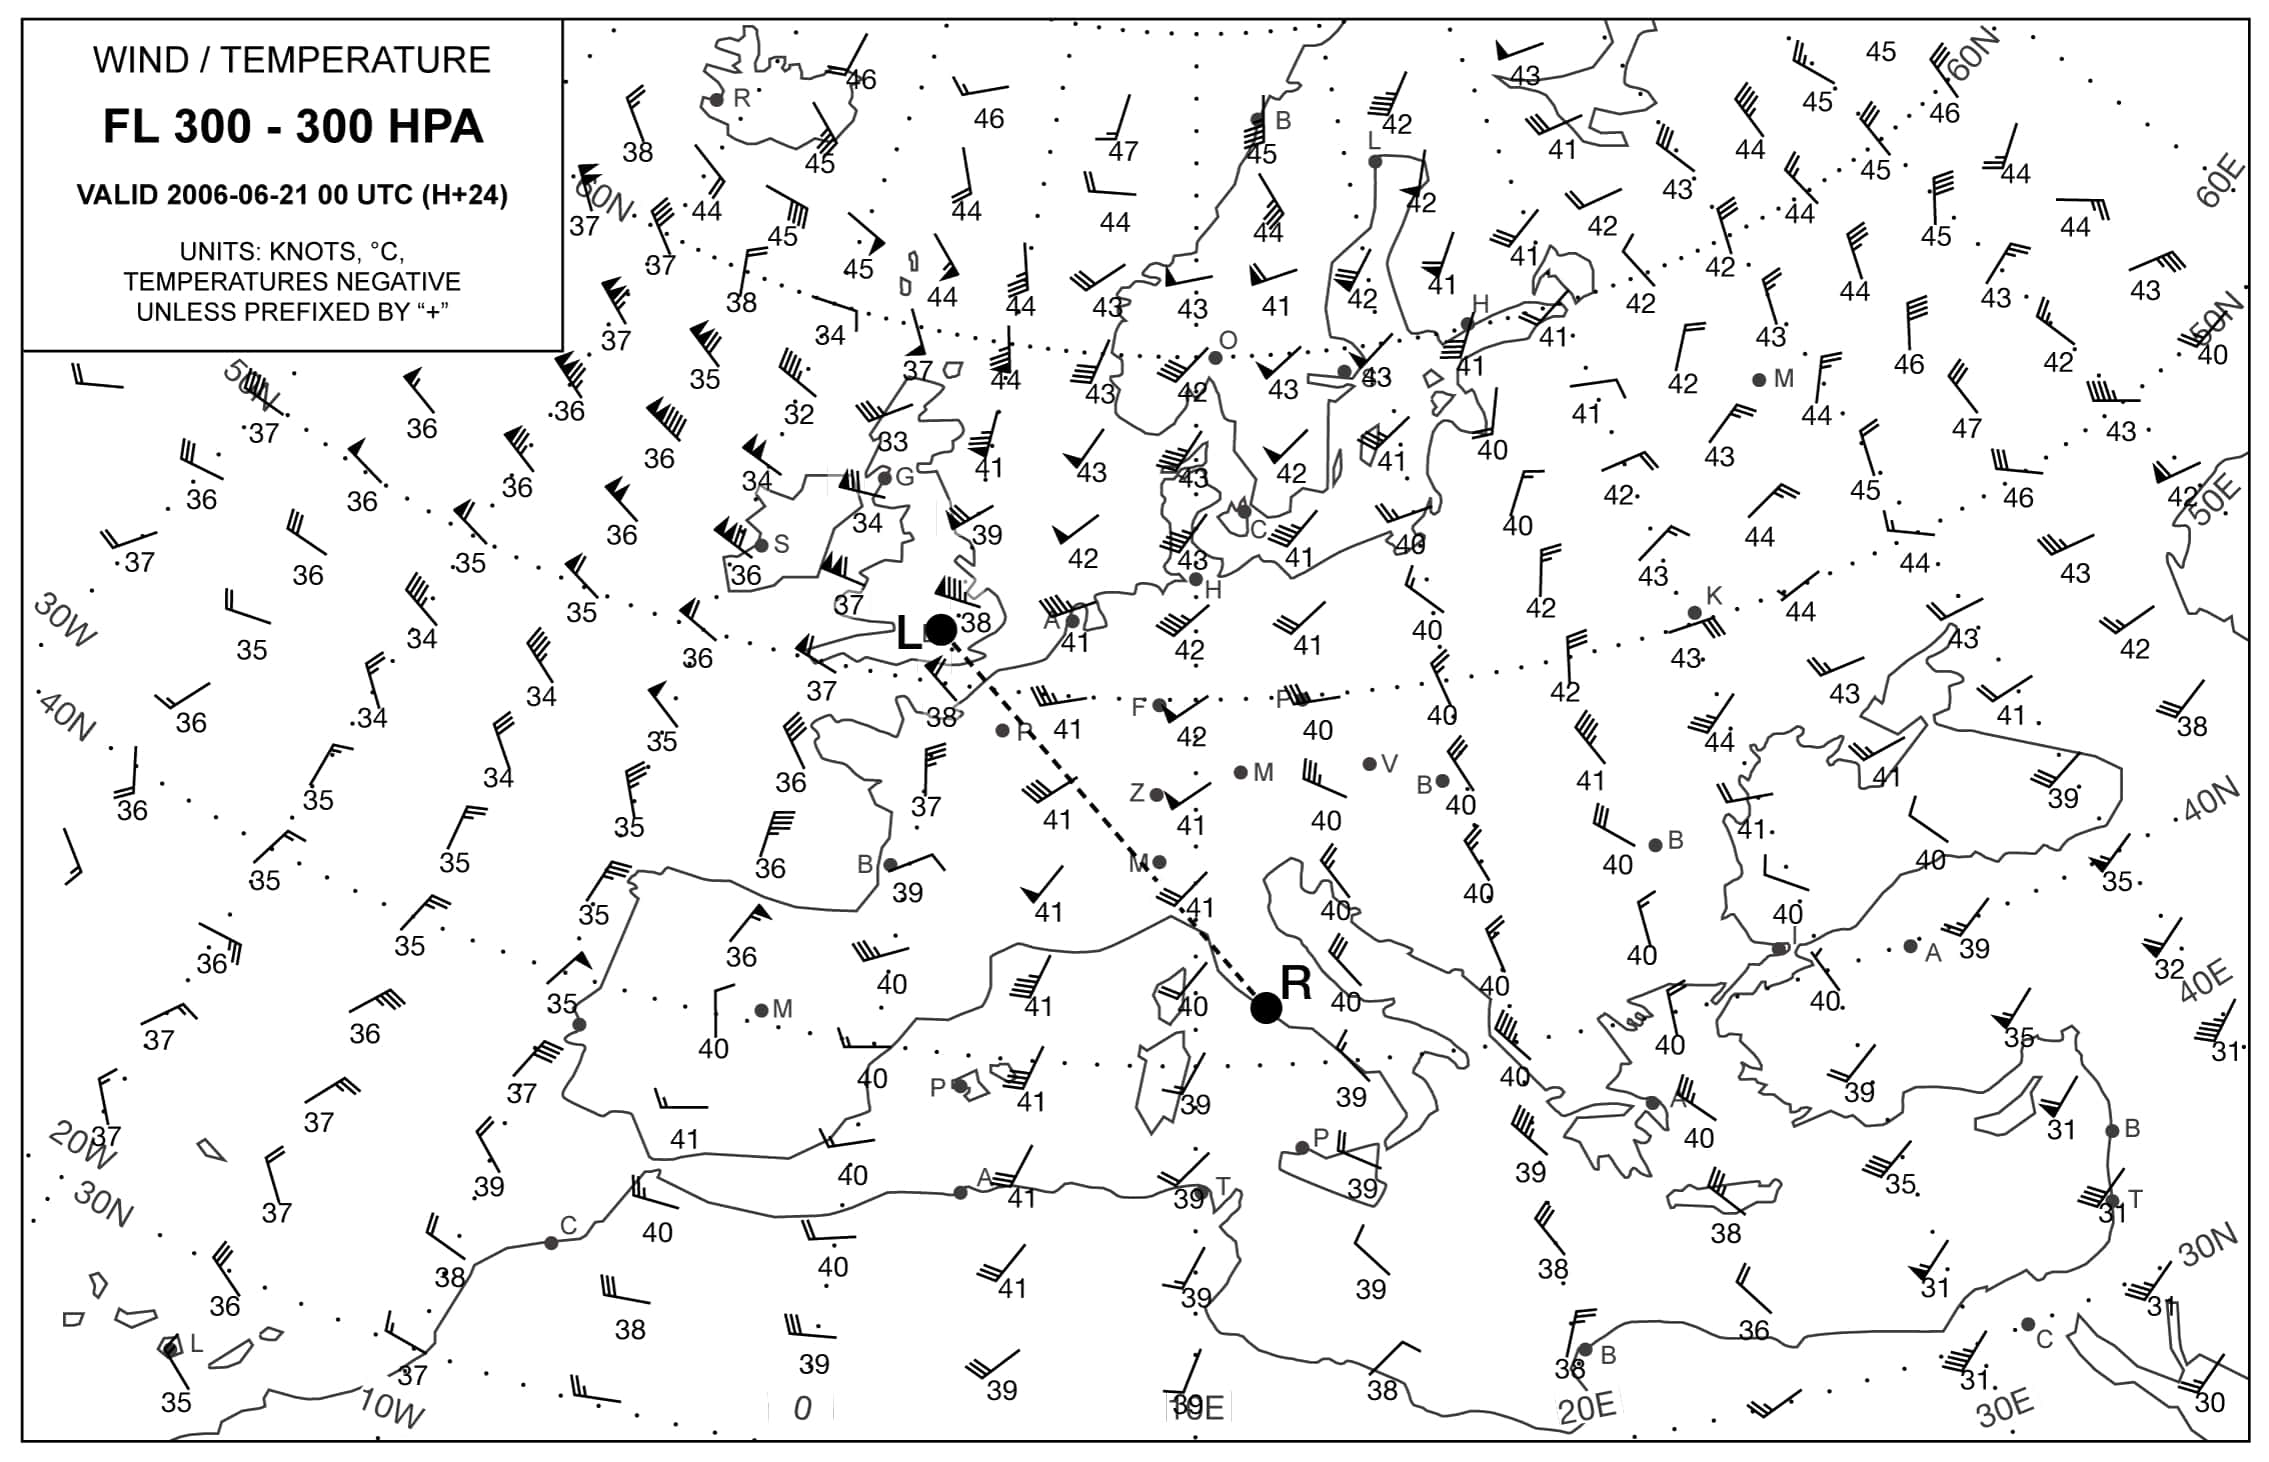 WIND / TEMPERATURE
FL 300 - 300 HPA
VALID 2006-06-21 00 UTC (H+24)
UNITS: KNOTS, °C,
TEMPERATURES NEGATIVE
UNLESS PREFIXED BY “+”
R 46 46 47 B 45 42 43 45 45 46 60N
38 45 L 41 44 45 44 60E
60N 37 44 45 44 44 44 42 42 43 44 45 44
37 38 45 44 44 43 43 41 42 41 41 42 42 44 43 43
37 34 37 44 O H 41 41 43 46 42 50N 40
50N 36 35 32 43 42 43 S 43 41 42 M 44 43
37 36 36 33 41 43 43 42 41 40 43 47
36 36 36 36 34 G 34 39 42 43 C 41 40 40 42 45 46 42 50E
37 36 35 35 S 36 37 38 H 42 43 44 44 43
30W 35 34 36 L A 41 42 41 40 K 44 43 42
40N 36 34 34 37 38 43 42 43 41 38
36 35 34 35 36 37 R 41 F 42 P 40 40 41 44 41 39 40N
35 35 35 36 B 39 41 Z 41 M 40 V B 40 40 B 41 40 35
36 35 35 36 40 41 M 41 40 40 40 40 I A 39 32
37 36 35 M 40 40 41 40 R 40 40 40 40 35 40E 31
37 37 37 41 P 41 39 39 40 A 40 39 31 B
20W 30N 37 39 40 40 A 41 39 T P 39 39 38 35 31 T
36 38 C 40 41 39 39 38 31 30N 31
L 35 37 38 39 39 38 38 B 36 31 C 30
10W 0 10E 39 20E 30E